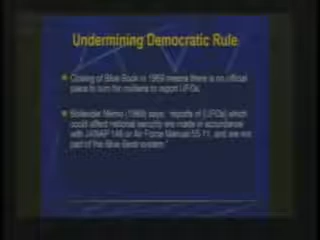 Undermining Democratic Rule
Closing of Blue Book in 1969 means there is no official
place to turn for civilians to report UFOs.
Bolender Memo (1969) says: "reports of [UFOs] which
could affect national security are made in accordance
with JANAP 146 or Air Force Manual 55-11, and are not
part of the Blue Book system."